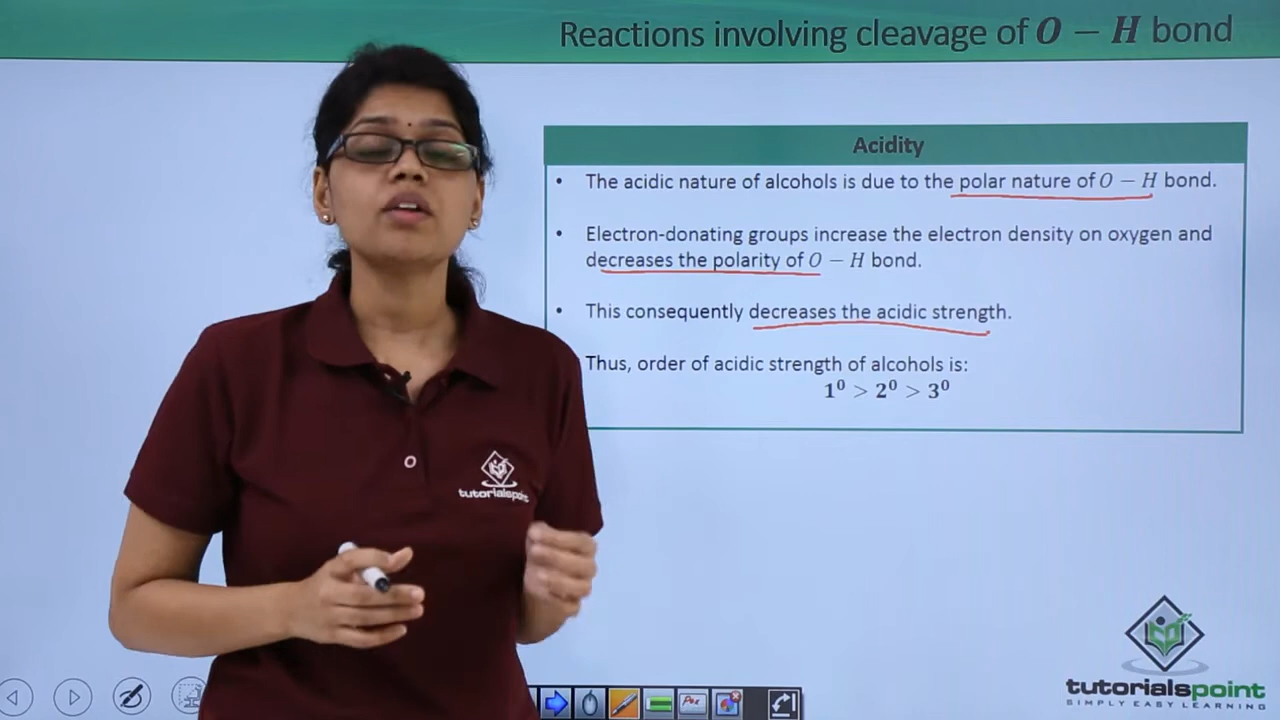 Reactions involving cleavage of O – H bond
Acidity
• The acidic nature of alcohols is due to the polar nature of O – H bond.
• Electron-donating groups increase the electron density on oxygen and
decreases the polarity of O – H bond.
• This consequently decreases the acidic strength.
Thus, order of acidic strength of alcohols is:
1⁰ > 2⁰ > 3⁰
tutorialspoint
tutorialspoint
SIMPLY EASY LEARNING